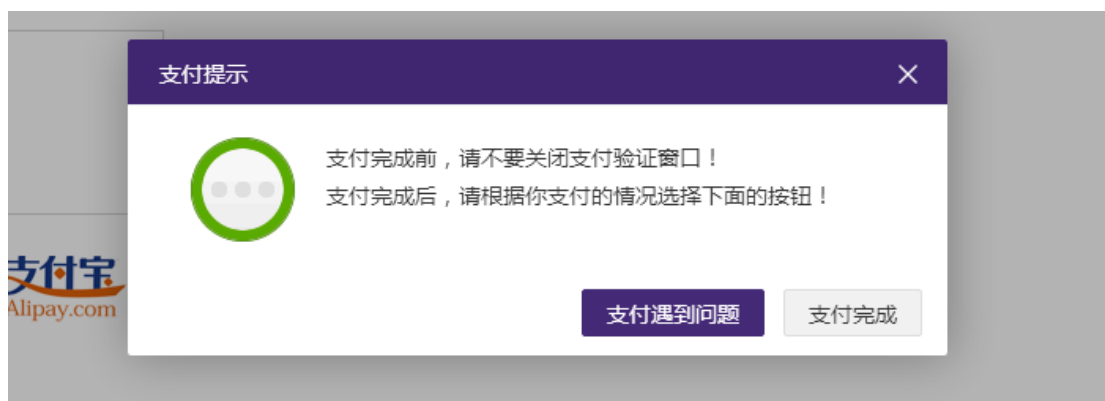 支付提示
支付完成前，请不要关闭支付验证窗口！
支付完成后，请根据你支付的情况选择下面的按钮！
支付宝
Alipay.com
支付遇到问题
支付完成